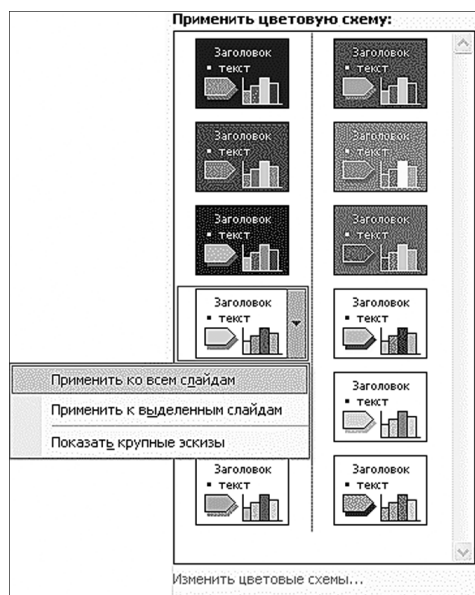 Применить цветовую схему:
Заголовок
▪ текст
Заголовок
▪ текст
Заголовок
▪ текст
Заголовок
▪ текст
Заголовок
▪ текст
Заголовок
▪ текст
Заголовок
▪ текст
Заголовок
▪ текст
Применить ко всем слайдам
Применить к выделенным слайдам
Показать крупные эскизы
Заголовок
▪ текст
Заголовок
▪ текст
Заголовок
▪ текст
Изменить цветовые схемы...